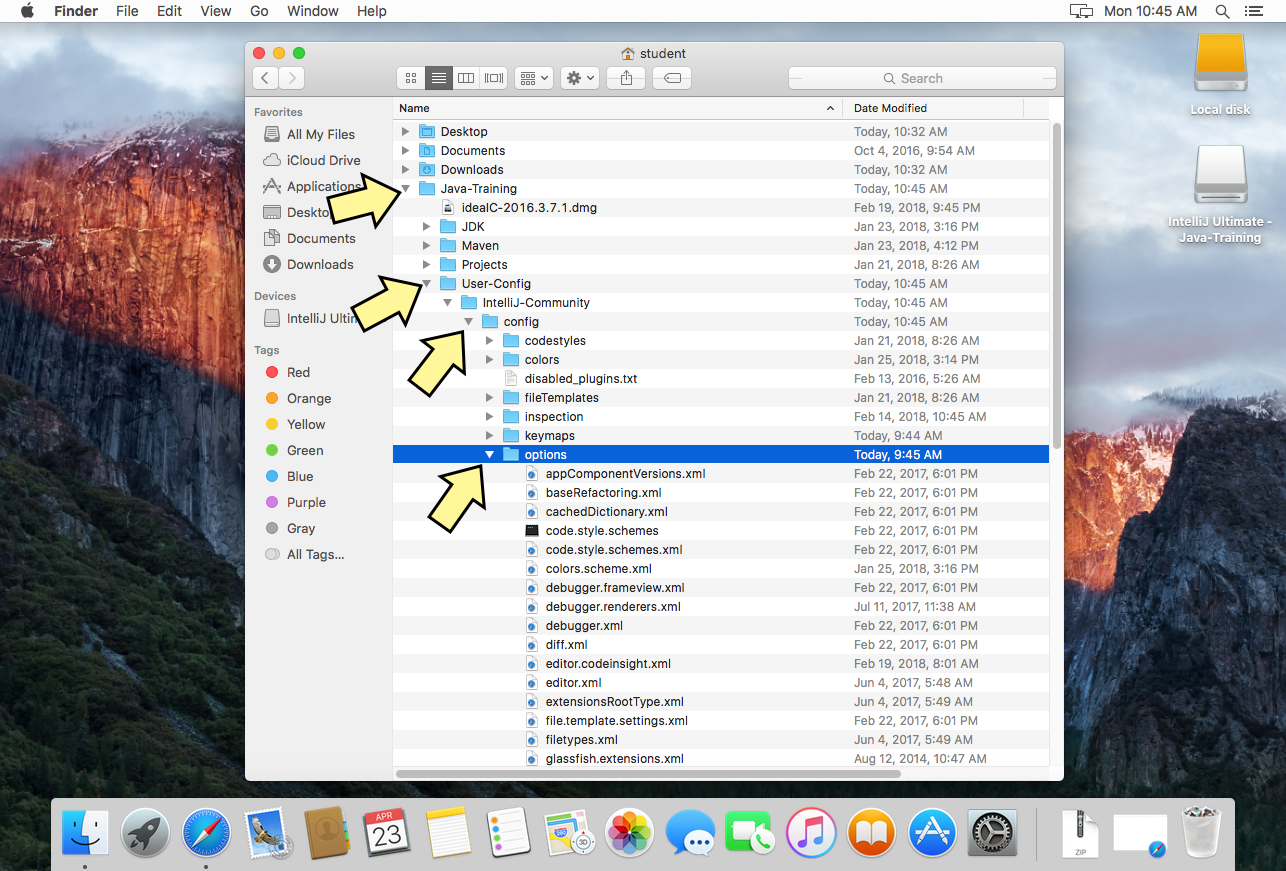 Finder File Edit View Go Window Help Mon 10:45 AM
student
Search
Local disk
IntelliJ Ultimate -
Java-Training
Favorites
All My Files
iCloud Drive
Applications
Deskto
Documents
Downloads
Devices
IntelliJ Ultin
Tags
Red
Orange
Yellow
Green
Blue
Purple
Gray
All Tags...
Name Date Modified
Desktop Today, 10:32 AM
Documents Oct 4, 2016, 9:54 AM
Downloads Today, 10:32 AM
Java-Training Today, 10:45 AM
ideaIC-2016.3.7.1.dmg Feb 19, 2018, 9:45 PM
JDK Jan 23, 2018, 3:16 PM
Maven Jan 23, 2018, 4:12 PM
Projects Jan 21, 2018, 8:26 AM
User-Config Today, 10:45 AM
IntelliJ-Community Today, 10:45 AM
config Today, 10:45 AM
codestyles Jan 21, 2018, 8:26 AM
colors Jan 25, 2018, 3:14 PM
disabled_plugins.txt Feb 13, 2016, 5:26 AM
fileTemplates Jan 21, 2018, 8:26 AM
inspection Feb 14, 2018, 10:45 AM
keymaps Today, 9:44 AM
options Today, 9:45 AM
appComponentVersions.xml Feb 22, 2017, 6:01 PM
baseRefactoring.xml Feb 22, 2017, 6:01 PM
cachedDictionary.xml Feb 22, 2017, 6:01 PM
code.style.schemes Feb 22, 2017, 6:01 PM
code.style.schemes.xml Feb 22, 2017, 6:01 PM
colors.scheme.xml Jan 25, 2018, 3:16 PM
debugger.frameview.xml Feb 22, 2017, 6:01 PM
debugger.renderers.xml Jul 11, 2017, 11:38 AM
debugger.xml Feb 22, 2017, 6:01 PM
diff.xml Feb 22, 2017, 6:01 PM
editor.codeinsight.xml Feb 19, 2018, 8:01 AM
editor.xml Jun 4, 2017, 5:48 AM
extensionsRootType.xml Jun 4, 2017, 5:49 AM
file.template.settings.xml Feb 22, 2017, 6:01 PM
filetypes.xml Jun 4, 2017, 5:49 AM
glassfish.extensions.xml Aug 12, 2014, 10:47 AM
APR
23
280
3D
ZIP